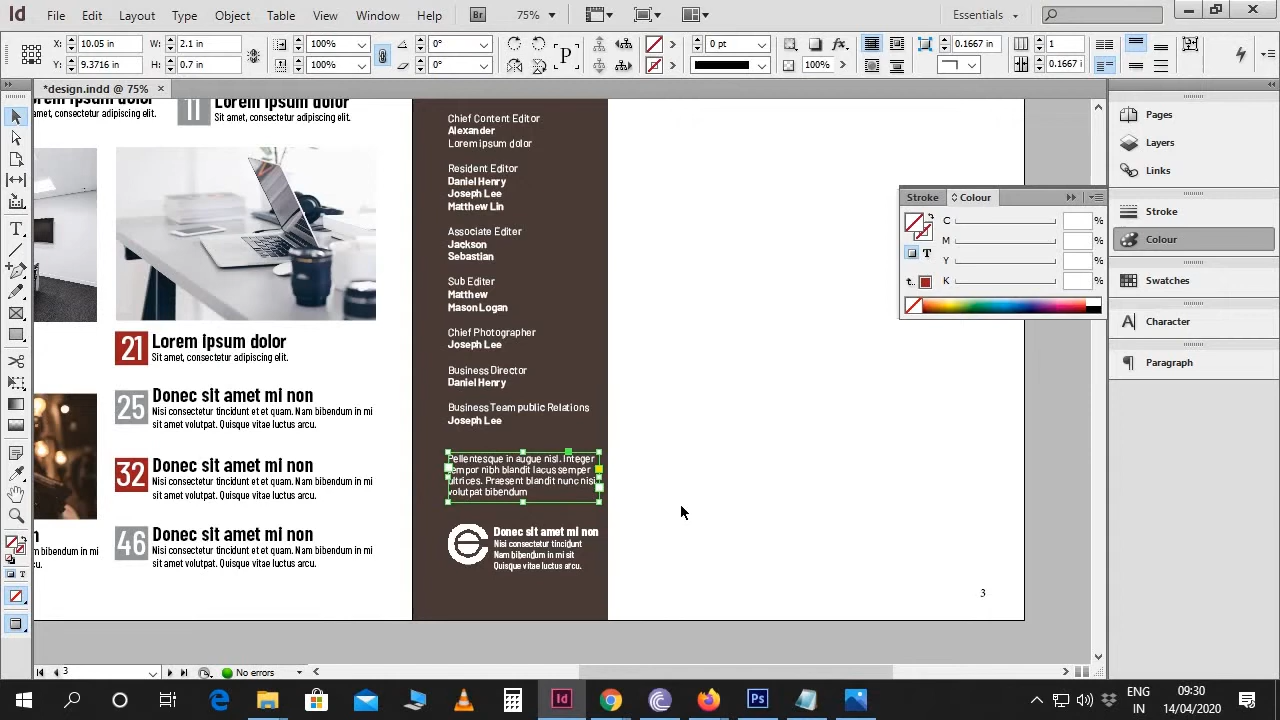 Id
File
Edit
Layout
Type
Object
Table
View
Window
Help
Br
75%
Essentials
X: 10.05 in
W: 2.1 in
Y: 9.3716 in
H: 0.7 in
100%
100%
0°
0°
P
0 pt
fx.
100%
0.1667 in
1
0.1667 i
*design.indd @ 75%
11
Lorem ipsum dolor
Sit amet, consectetur adipiscing elit.
21
Lorem ipsum dolor
Sit amet, consectetur adipiscing elit.
25
Donec sit amet mi non
Nisi consectetur tincidunt et et quam. Nam bibendum in mi
sit amet volutpat. Quisque vitae luctus arcu.
32
Donec sit amet mi non
Nisi consectetur tincidunt et et quam. Nam bibendum in mi
sit amet volutpat. Quisque vitae luctus arcu.
46
Donec sit amet mi non
Nisi consectetur tincidunt et et quam. Nam bibendum in mi
sit amet volutpat. Quisque vitae luctus arcu.
m bibendum in mi
Chief Content Editor
Alexander
Lorem ipsum dolor
Resident Editor
Daniel Henry
Joseph Lee
Matthew Lin
Associate Editer
Jackson
Sebastian
Sub Editer
Matthew
Mason Logan
Chief Photographer
Joseph Lee
Business Director
Daniel Henry
Business Team public Relations
Joseph Lee
Pellentesque in augue nisl. Integer
tempor nibh blandit lacus semper
ultrices. Praesent blandit nunc nisi
volutpat bibendum
Donec sit amet mi non
Nisi consectetur tincidunt
Nam bibendum in mi sit
Quisque vitae luctus arcu.
3
Stroke
Colour
C %
M %
Y %
K %
T
Pages
Layers
Links
Stroke
Colour
Swatches
Character
Paragraph
3
No errors
Id
Ps
ENG
IN
09:30
14/04/2020